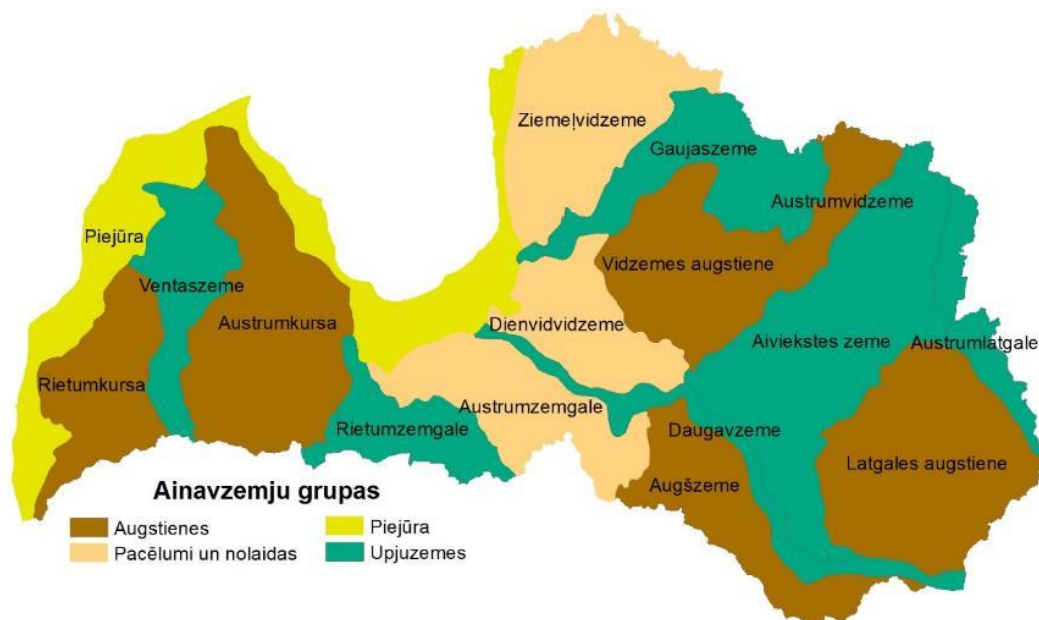 Ziemeļvidzeme
Gaujaszeme
Austrumvidzeme
Piejūra
Vidzemes augstiene
Ventaszeme
Austrumkursa
Dienvidvidzeme
Aiviekstes zeme
Austrumlatgale
Rietumkursa
Austrumzemgale
Rietumzemgale
Daugavzeme
Latgales augstiene
Augšzeme
Ainavzemju grupas
Augstienes
Piejūra
Pacēlumi un nolaidas
Upjuzemes